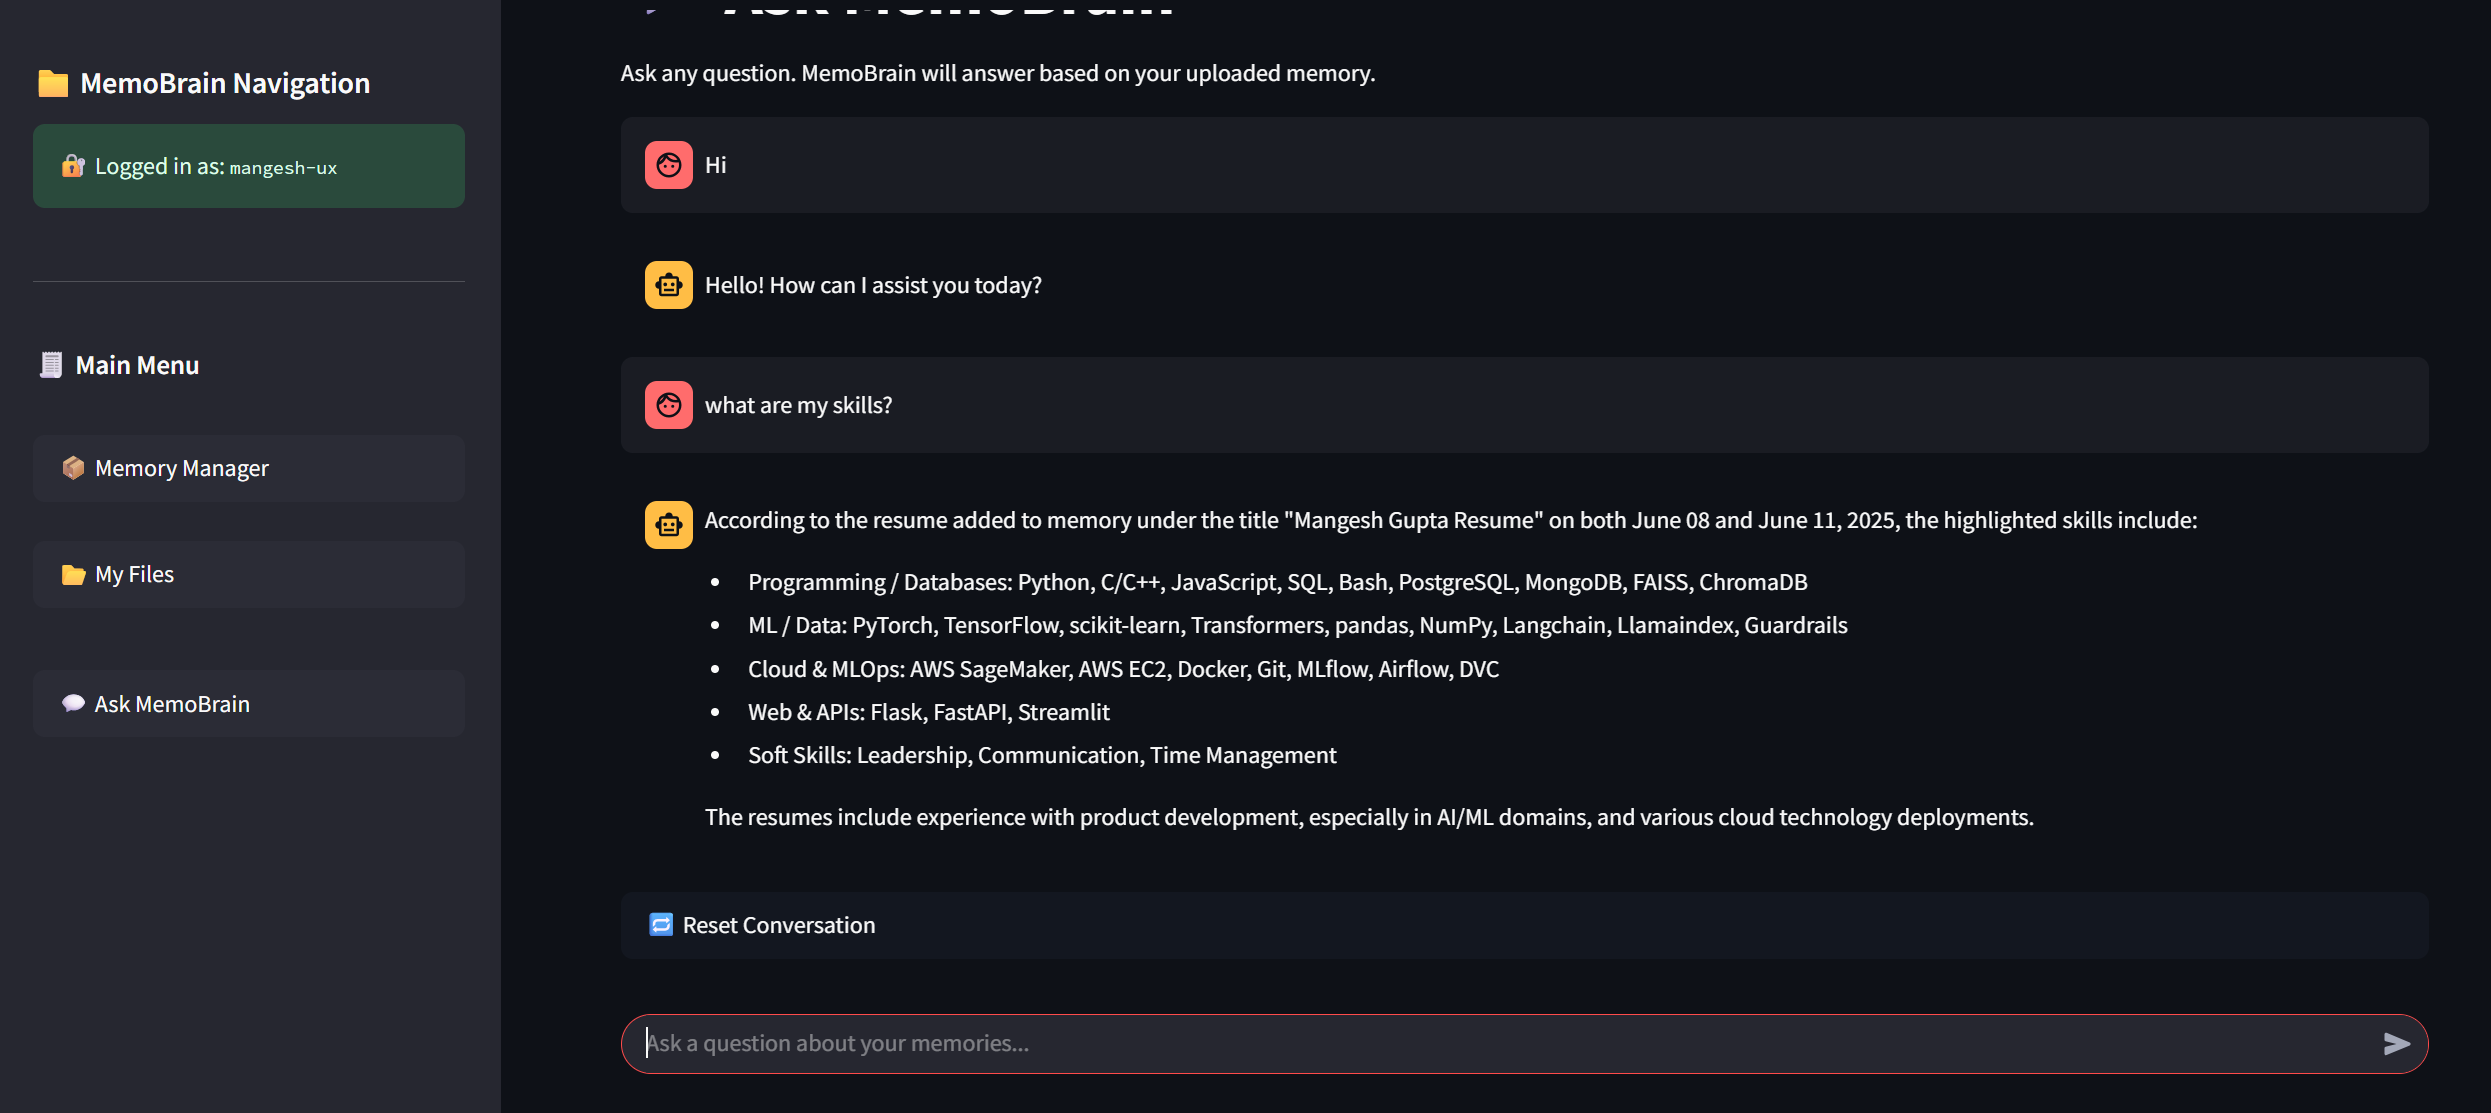 MemoBrain Navigation
Logged in as: mangesh-ux
Main Menu
Memory Manager
My Files
Ask MemoBrain
Ask MemoBrain
Ask any question. MemoBrain will answer based on your uploaded memory.
Hi
Hello! How can I assist you today?
what are my skills?
According to the resume added to memory under the title "Mangesh Gupta Resume" on both June 08 and June 11, 2025, the highlighted skills include:
• Programming / Databases: Python, C/C++, JavaScript, SQL, Bash, PostgreSQL, MongoDB, FAISS, ChromaDB
• ML / Data: PyTorch, TensorFlow, scikit-learn, Transformers, pandas, NumPy, Langchain, Llamaindex, Guardrails
• Cloud & MLOps: AWS SageMaker, AWS EC2, Docker, Git, MLflow, Airflow, DVC
• Web & APIs: Flask, FastAPI, Streamlit
• Soft Skills: Leadership, Communication, Time Management
The resumes include experience with product development, especially in AI/ML domains, and various cloud technology deployments.
Reset Conversation
Ask a question about your memories...